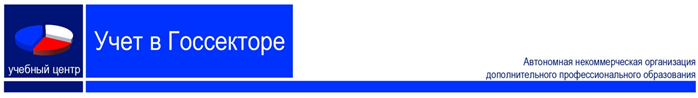 Учет в Госсекторе
учебный центр
Автономная некоммерческая организация
дополнительного профессионального образования